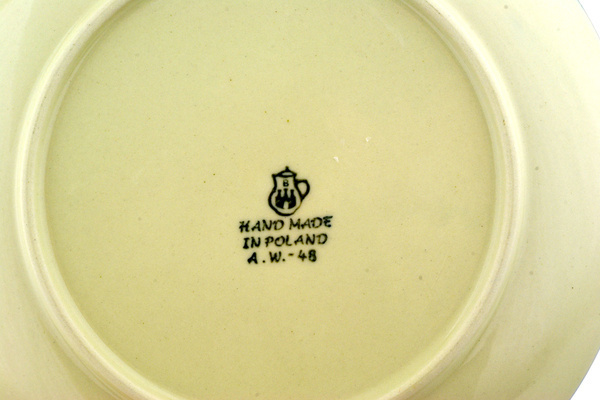 B
HAND MADE
IN POLAND
A.W.-48